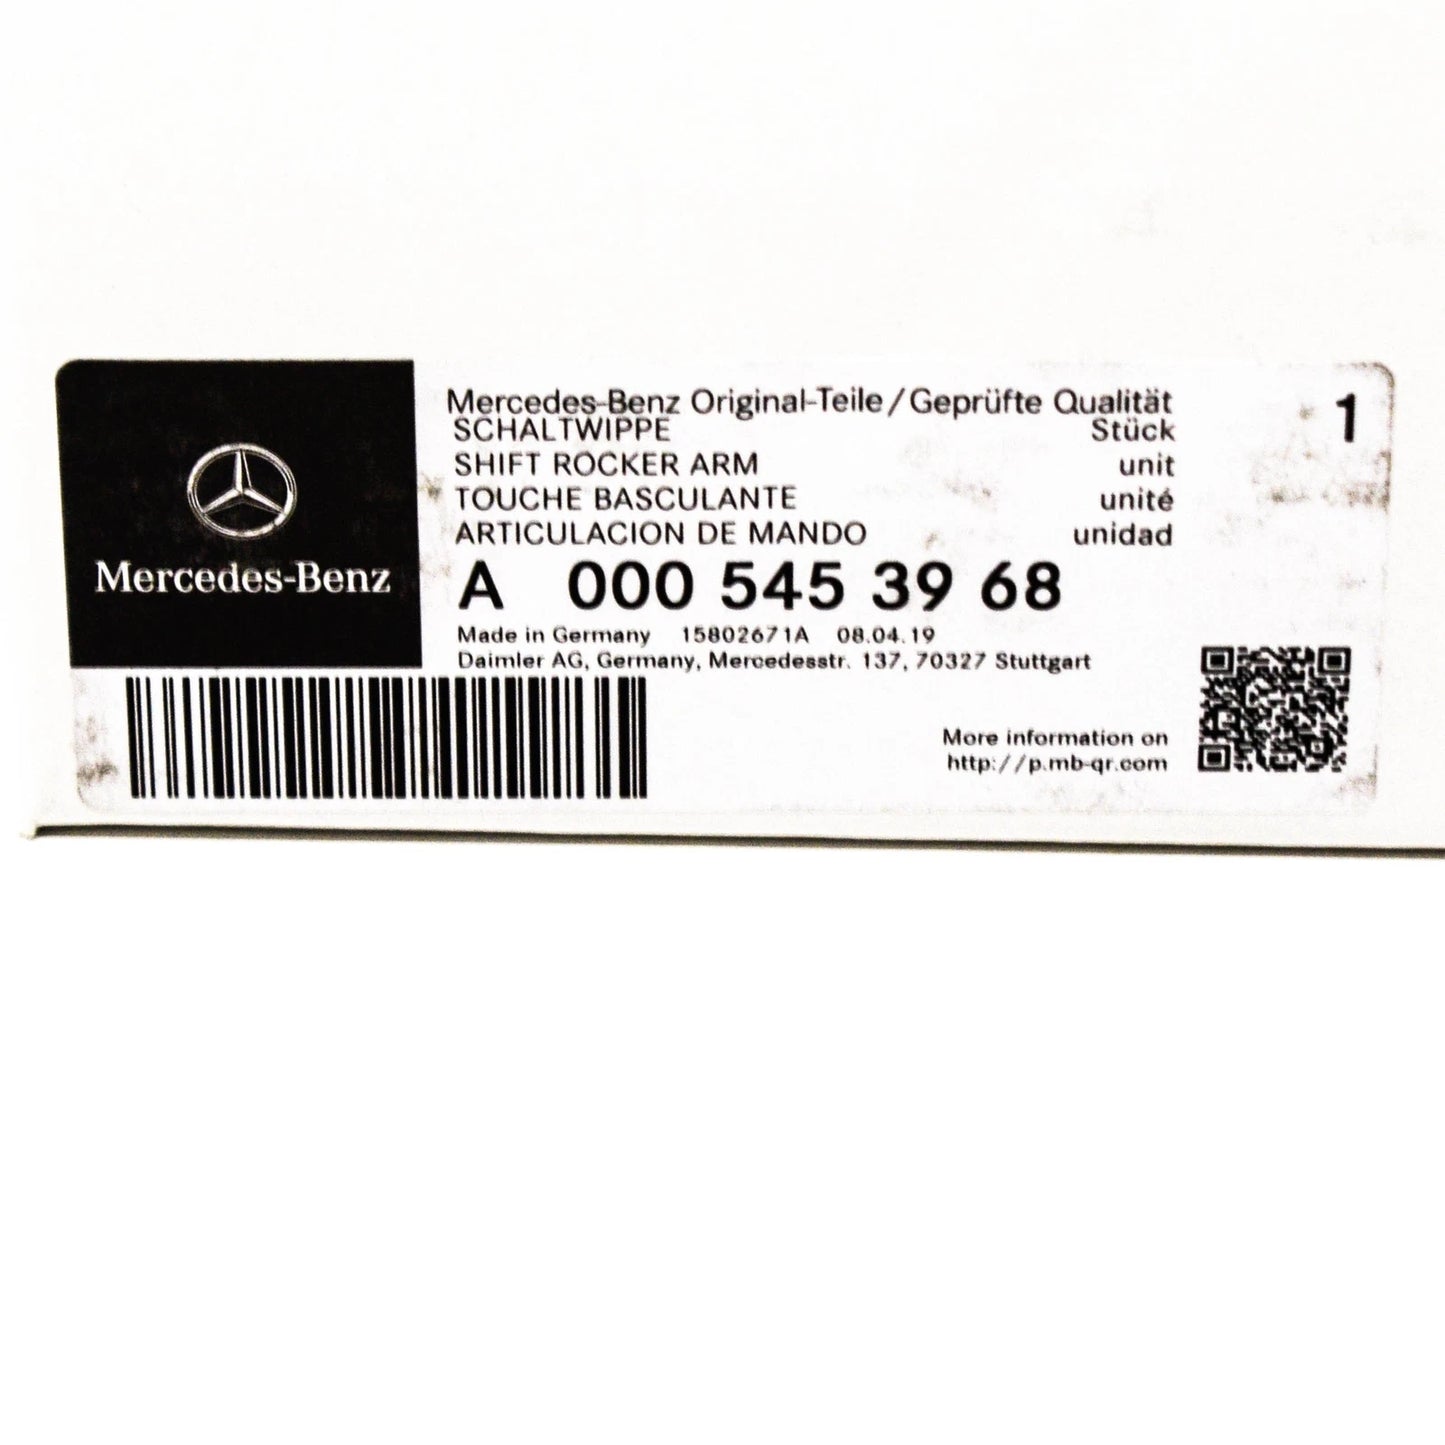 Mercedes-Benz
Mercedes-Benz Original-Teile/Geprüfte Qualität
SCHALTWIPPE Stück 1
SHIFT ROCKER ARM unit
TOUCHE BASCULANTE unité
ARTICULACION DE MANDO unidad
A 000 545 39 68
Made in Germany 15802671A 08.04.19
Daimler AG, Germany, Mercedesstr. 137, 70327 Stuttgart
More information on
http://p.mb-qr.com